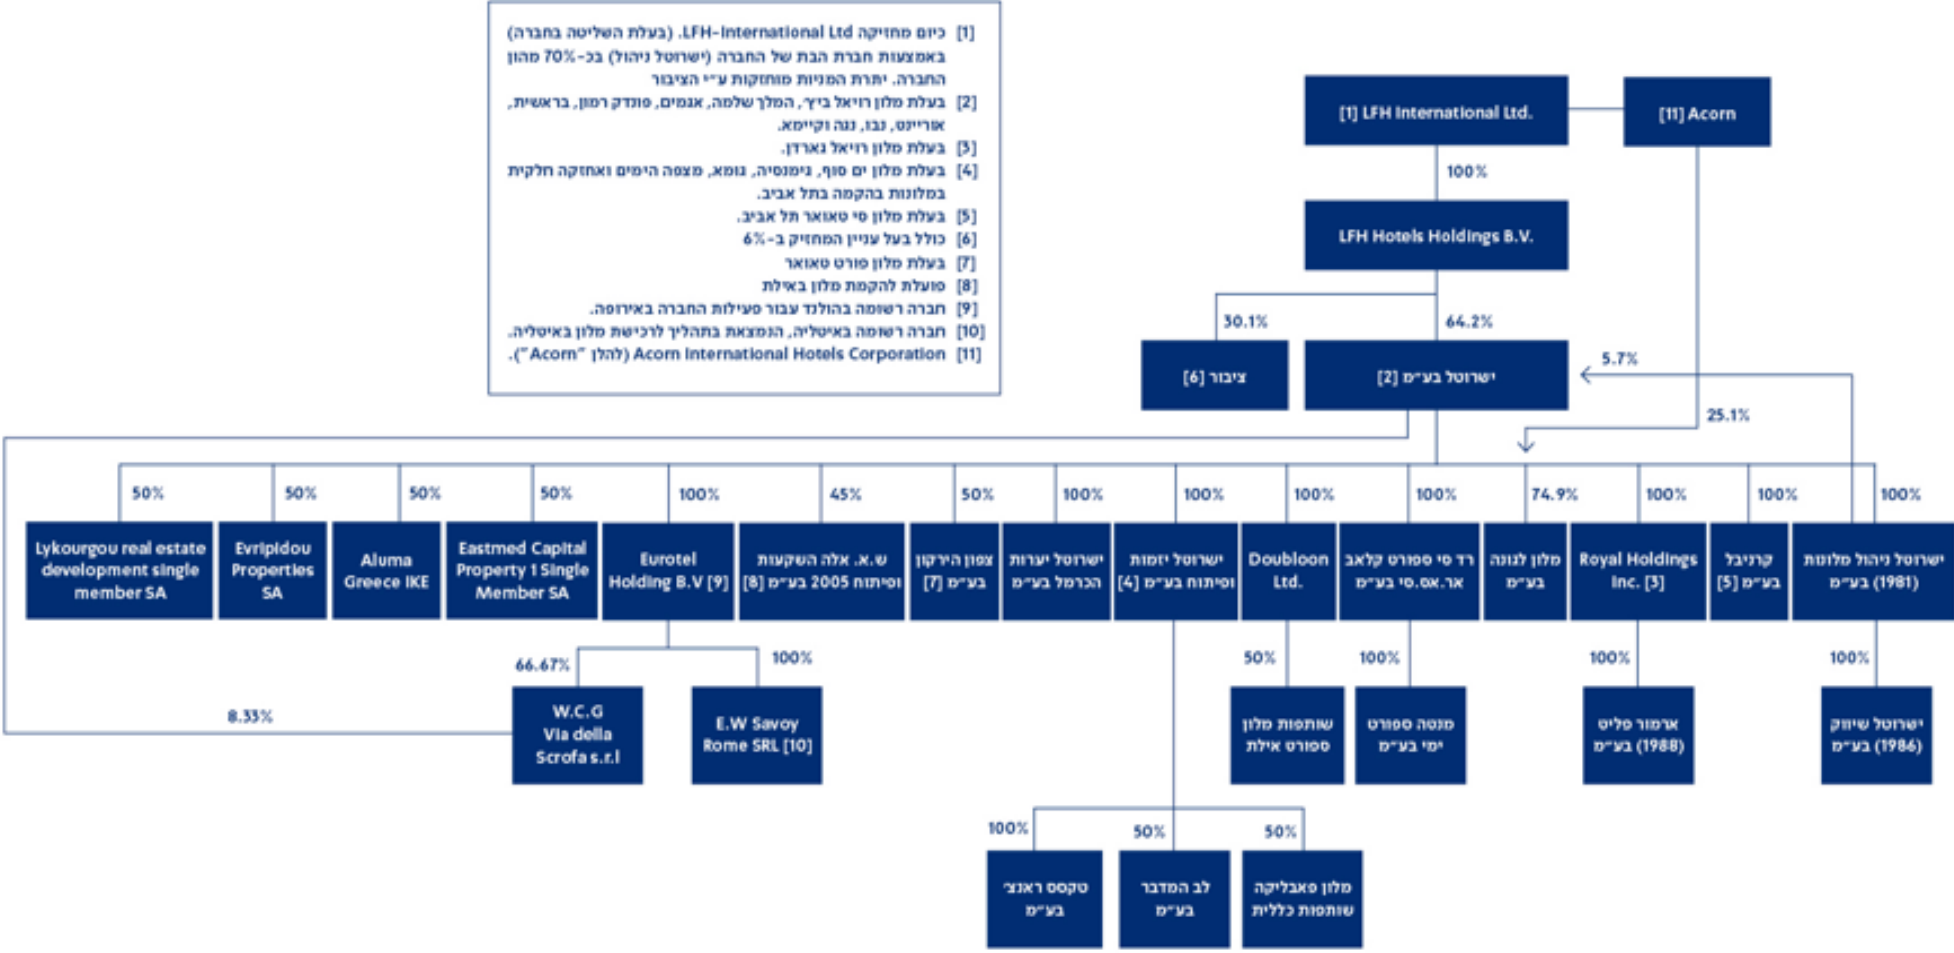 [1] כיום מחזיקה LFH-International Ltd. (בעלת השליטה בחברה)
באמצעות חברת הבת של החברה (ישרוטל ניהול) בכ-70% מהון
החברה. יתרת המניות מוחזקות ע״י הציבור
[2] בעלת מלון רויאל ביץ׳, המלך שלמה, אגמים, פונדק רמון, בראשית,
אוריינט, נבו, נגה וקיימא.
[3] בעלת מלון רויאל גארדן.
[4] בעלת מלון ים סוף, גימנסיה, גומא, מצפה הימים ואחזקה חלקית
במלונות בהקמה בתל אביב.
[5] בעלת מלון סי טאואר תל אביב.
[6] כולל בעל עניין המחזיק ב-6%
[7] בעלת מלון פורט טאואר
[8] פועלת להקמת מלון באילת
[9] חברה רשומה בהולנד עבור פעילות החברה באירופה.
[10] חברה רשומה באיטליה, הנמצאת בתהליך לרכישת מלון באיטליה.
[11] Acorn International Hotels Corporation (להלן "Acorn").
[1] LFH International Ltd.
[11] Acorn
100%
LFH Hotels Holdings B.V.
30.1%
64.2%
5.7%
ציבור [6]
ישרוטל בע״מ [2]
25.1%
50%
50%
50%
50%
100%
45%
50%
100%
100%
100%
100%
74.9%
100%
100%
100%
Lykourgou real estate
development single
member SA
Evripidou
Properties
SA
Aluma
Greece IKE
Eastmed Capital
Property 1 Single
Member SA
Eurotel
Holding B.V [9]
ש.א. אלה השקעות
ופיתוח 2005 בע״מ [8]
צפון הירקון
בע״מ [7]
ישרוטל יערות
הכרמל בע״מ
ישרוטל יזמות
ופיתוח בע״מ [4]
Doubloon
Ltd.
רד סי ספורט קלאב
אר.אס.סי בע״מ
מלון לגונה
בע״מ
Royal Holdings
Inc. [3]
קרניבל
בע״מ [5]
ישרוטל ניהול מלונות
(1981) בע״מ
66.67%
100%
50%
100%
100%
100%
8.33%
W.C.G
Via della
Scrofa s.r.l
E.W Savoy
Rome SRL [10]
שותפות מלון
ספורט אילת
מנטה ספורט
ימי בע״מ
ארמור פליט
(1988) בע״מ
ישרוטל שיווק
(1986) בע״מ
100%
50%
50%
טקסס ראנצ׳
בע״מ
לב המדבר
בע״מ
מלון פאבליקה
שותפות כללית